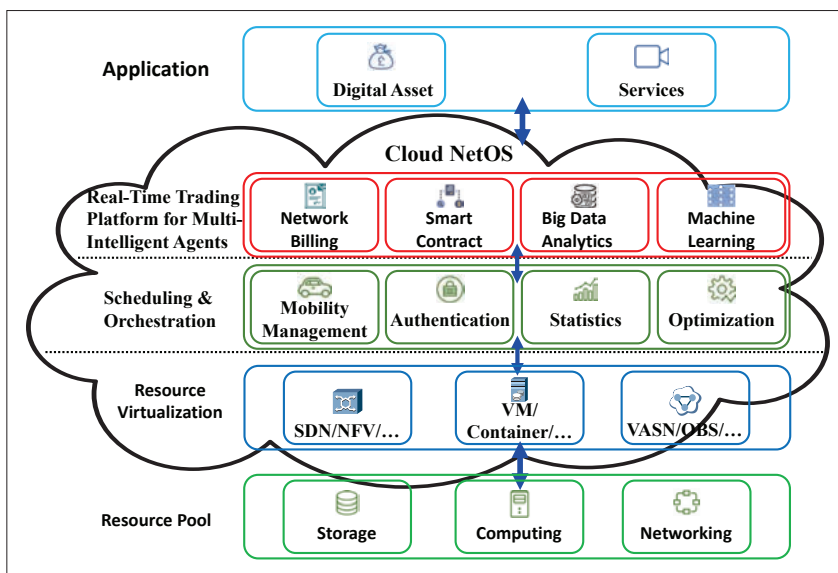 Application
Digital Asset
Services
Cloud NetOS
Real-Time Trading
Platform for Multi-
Intelligent Agents
Network
Billing
Smart
Contract
Big Data
Analytics
Machine
Learning
Scheduling &
Orchestration
Mobility
Management
Authentication
Statistics
Optimization
Resource
Virtualization
SDN/NFV/…
VM/
Container/…
VASN/OBS/…
Resource Pool
Storage
Computing
Networking